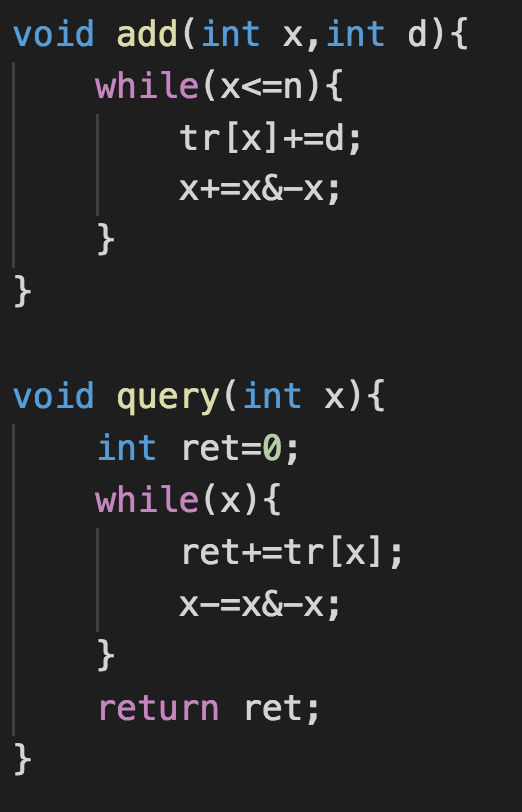 void add(int x,int d){
    while(x<=n){
        tr[x]+=d;
        x+=x&-x;
    }
}

void query(int x){
    int ret=0;
    while(x){
        ret+=tr[x];
        x-=x&-x;
    }
    return ret;
}